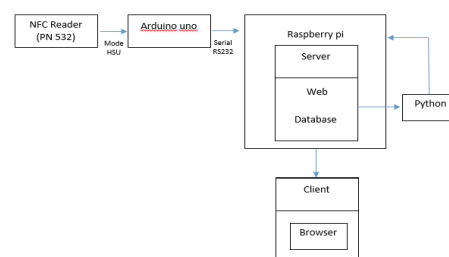 NFC Reader
(PN 532)
Mode
HSU
Arduino uno
Serial
RS232
Raspberry pi
Server
Web
Database
Python
Client
Browser